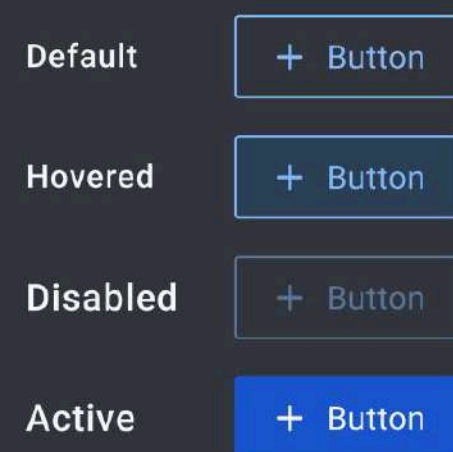 Default + Button
Hovered + Button
Disabled + Button
Active + Button